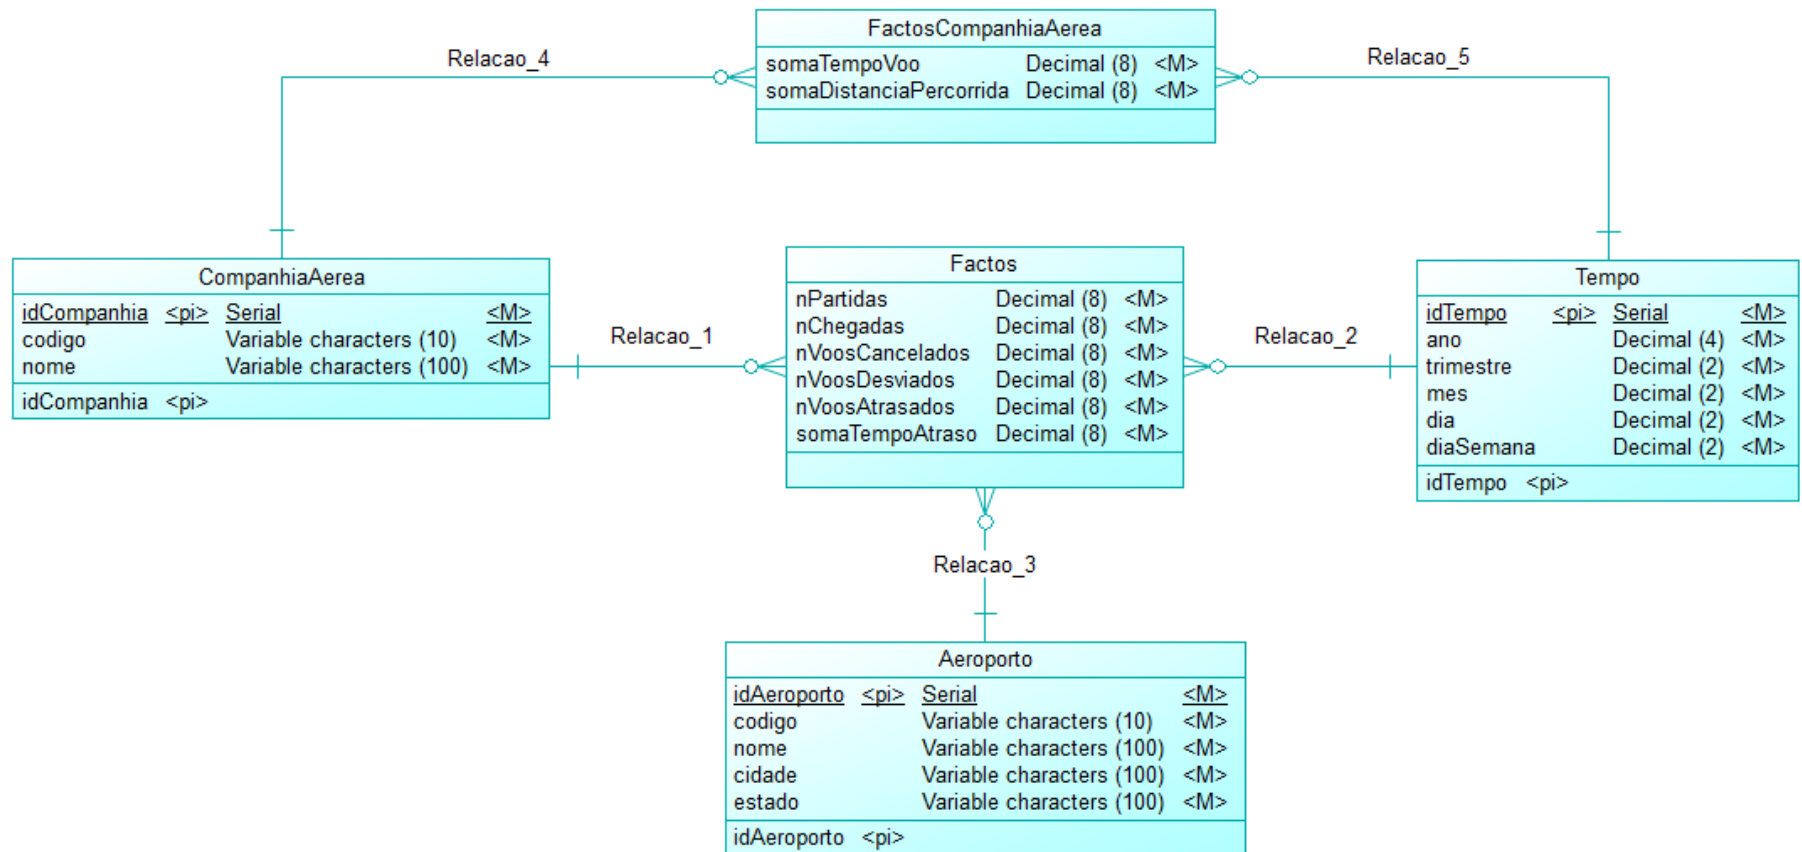 FactosCompanhiaAerea
somaTempoVoo Decimal (8) <M>
somaDistanciaPercorrida Decimal (8) <M>
Relacao_4
Relacao_5
CompanhiaAerea
idCompanhia <pi> Serial <M>
codigo Variable characters (10) <M>
nome Variable characters (100) <M>
idCompanhia <pi>
Relacao_1
Factos
nPartidas Decimal (8) <M>
nChegadas Decimal (8) <M>
nVoosCancelados Decimal (8) <M>
nVoosDesviados Decimal (8) <M>
nVoosAtrasados Decimal (8) <M>
somaTempoAtraso Decimal (8) <M>
Relacao_2
Tempo
idTempo <pi> Serial <M>
ano Decimal (4) <M>
trimestre Decimal (2) <M>
mes Decimal (2) <M>
dia Decimal (2) <M>
diaSemana Decimal (2) <M>
idTempo <pi>
Relacao_3
Aeroporto
idAeroporto <pi> Serial <M>
codigo Variable characters (10) <M>
nome Variable characters (100) <M>
cidade Variable characters (100) <M>
estado Variable characters (100) <M>
idAeroporto <pi>